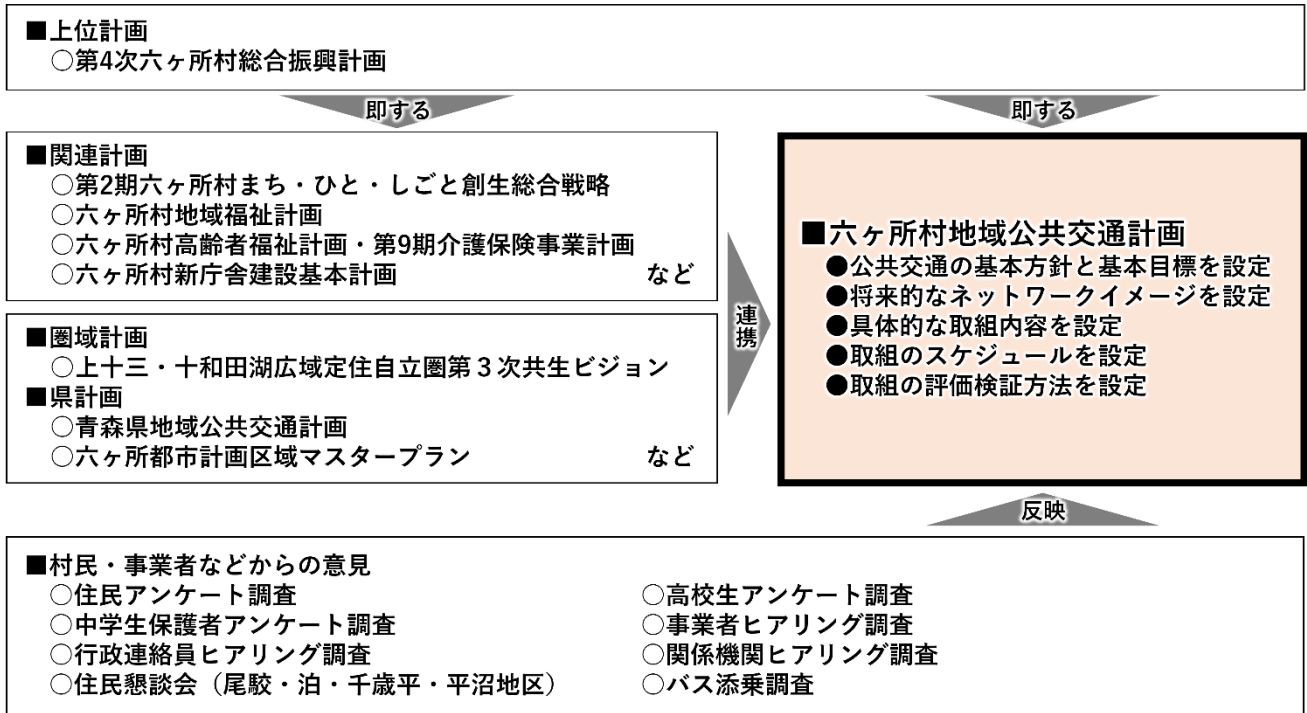 ■上位計画
○第4次六ヶ所村総合振興計画
即する
即する
■関連計画
○第2期六ヶ所村まち・ひと・しごと創生総合戦略
○六ヶ所村地域福祉計画
○六ヶ所村高齢者福祉計画・第9期介護保険事業計画
○六ヶ所村新庁舎建設基本計画 など
■圏域計画
○上十三・十和田湖広域定住自立圏第３次共生ビジョン
■県計画
○青森県地域公共交通計画
○六ヶ所都市計画区域マスタープラン など
連携
■六ヶ所村地域公共交通計画
●公共交通の基本方針と基本目標を設定
●将来的なネットワークイメージを設定
●具体的な取組内容を設定
●取組のスケジュールを設定
●取組の評価検証方法を設定
反映
■村民・事業者などからの意見
○住民アンケート調査
○中学生保護者アンケート調査
○行政連絡員ヒアリング調査
○住民懇談会（尾駮・泊・千歳平・平沼地区）
○高校生アンケート調査
○事業者ヒアリング調査
○関係機関ヒアリング調査
○バス添乗調査